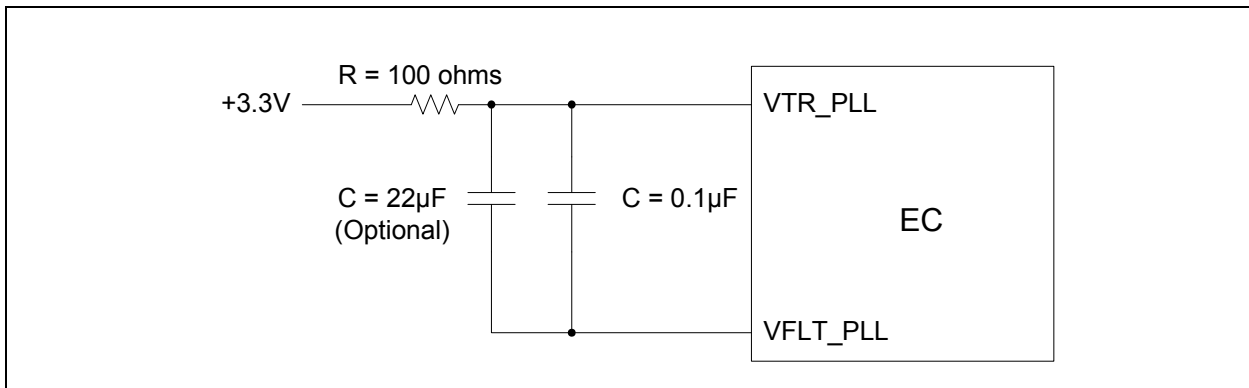 R = 100 ohms
+3.3V
VTR_PLL
C = 22µF
(Optional)
C = 0.1µF
EC
VFLT_PLL